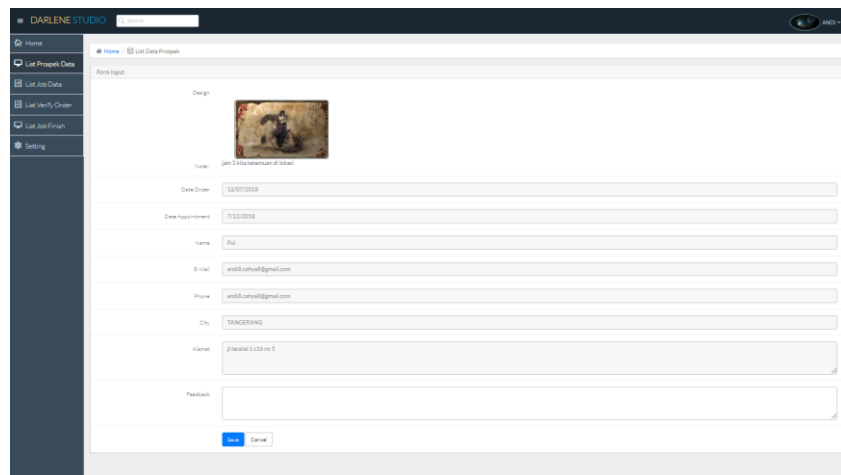 DARLENE STUDIO
Search
ANDI
Home
List Prospek Data
List Job Data
List Verify Order
List Job Finish
Setting
Home / List Data Prospek
Form Input
Design
Note :
jam 3 kita ketemuan di lokasi
Date Order
12/07/2018
Date Appointment
7/13/2018
Name
Pul
E-Mail
andi8.cahya8@gmail.com
Phone
andi8.cahya8@gmail.com
City
TANGERANG
Alamat
jl teratai 1 c16 no 3
Feedback
Save
Cancel